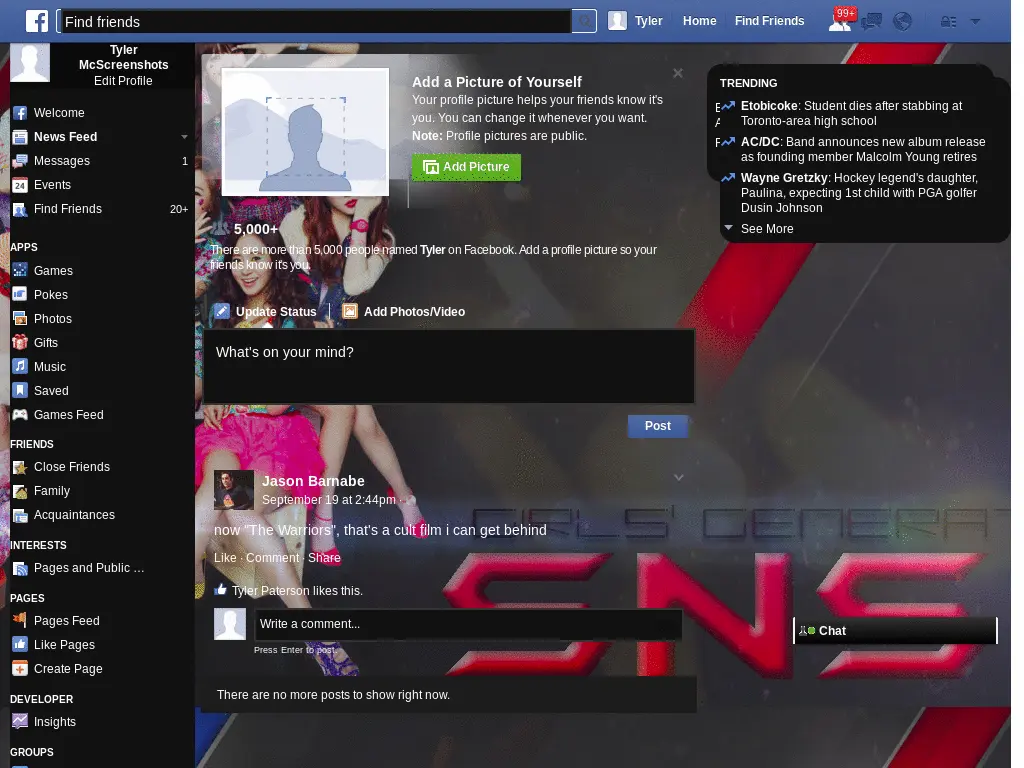 Find friends
Tyler
Home
Find Friends
99+
Tyler
McScreenshots
Edit Profile
Welcome
News Feed
Messages
1
24
Events
Find Friends
20+
APPS
Games
Pokes
Photos
Gifts
Music
Saved
Games Feed
FRIENDS
Close Friends
Family
Acquaintances
INTERESTS
Pages and Public ...
PAGES
Pages Feed
Like Pages
Create Page
DEVELOPER
Insights
GROUPS
Add a Picture of Yourself
Your profile picture helps your friends know it's
you. You can change it whenever you want.
Note: Profile pictures are public.
Add Picture
5,000+
There are more than 5,000 people named Tyler on Facebook. Add a profile picture so your
friends know it's you.
Update Status
Add Photos/Video
What's on your mind?
Post
Jason Barnabe
September 19 at 2:44pm ·
now "The Warriors", that's a cult film i can get behind
Like · Comment · Share
Tyler Paterson likes this.
Write a comment...
Press Enter to post.
There are no more posts to show right now.
TRENDING
Etobicoke: Student dies after stabbing at
Toronto-area high school
AC/DC: Band announces new album release
as founding member Malcolm Young retires
Wayne Gretzky: Hockey legend's daughter,
Paulina, expecting 1st child with PGA golfer
Dusin Johnson
See More
GIRLS' GENERAT
SNS
Chat